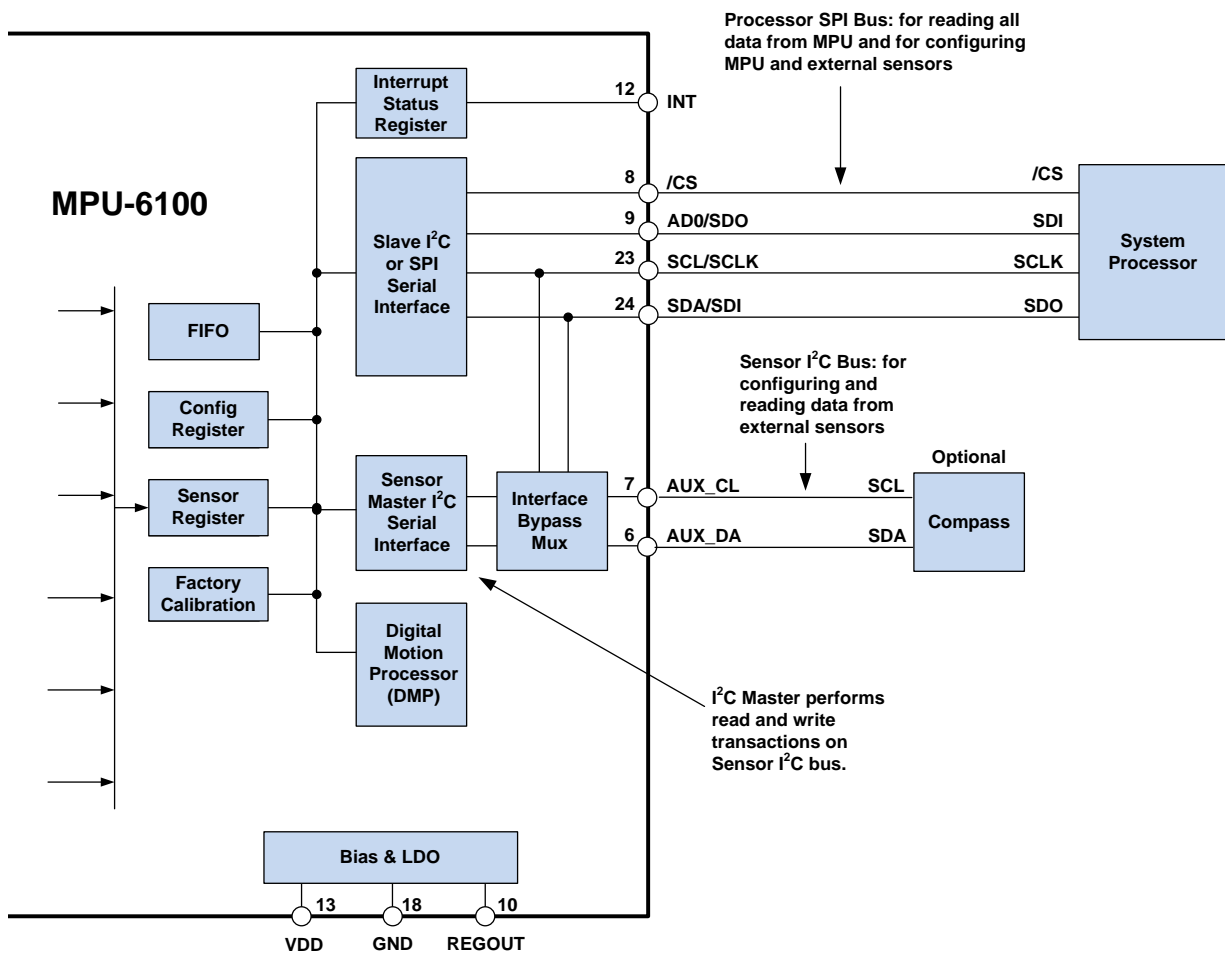 Processor SPI Bus: for reading all
data from MPU and for configuring
MPU and external sensors
Interrupt
Status
Register
12
INT
MPU-6100
Slave I²C
or SPI
Serial
Interface
8
/CS
/CS
9
AD0/SDO
SDI
23
SCL/SCLK
SCLK
24
SDA/SDI
SDO
System
Processor
FIFO
Config
Register
Sensor
Register
Factory
Calibration
Sensor I²C Bus: for
configuring and
reading data from
external sensors
Sensor
Master I²C
Serial
Interface
Interface
Bypass
Mux
7
AUX_CL
SCL
6
AUX_DA
SDA
Optional
Compass
Digital
Motion
Processor
(DMP)
I²C Master performs
read and write
transactions on
Sensor I²C bus.
Bias & LDO
13
18
10
VDD
GND
REGOUT